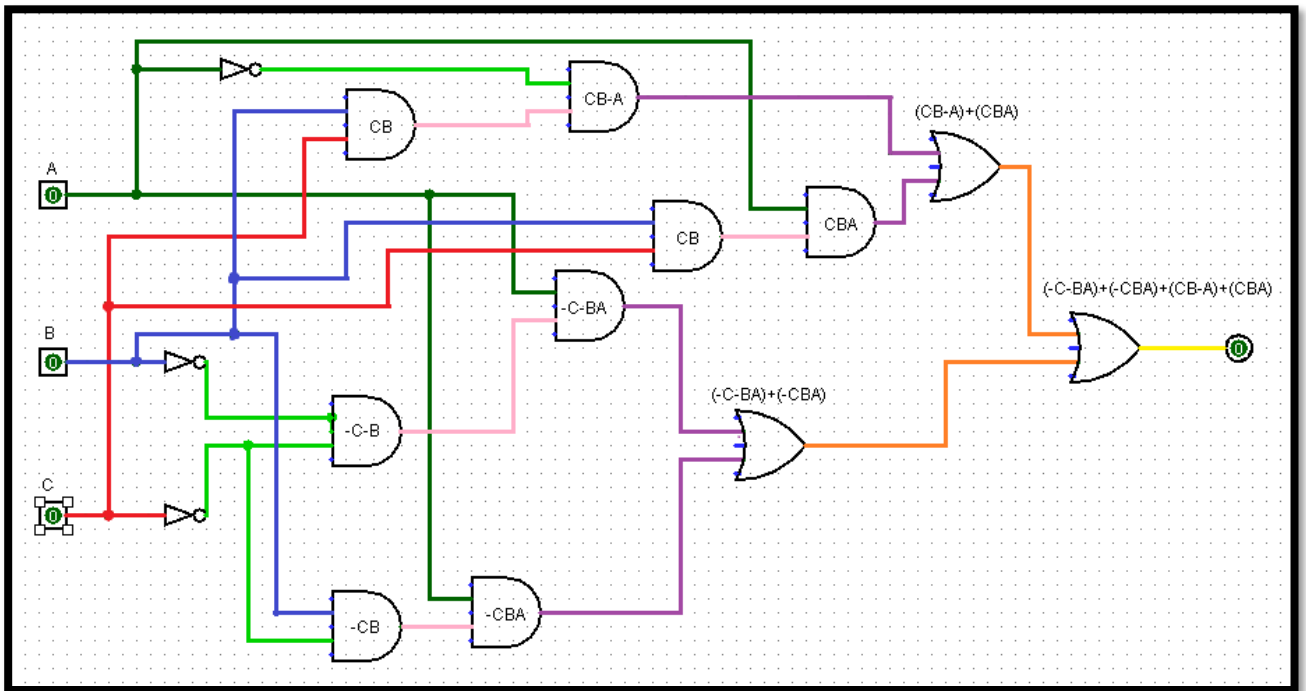 CB-A
(CB-A)+(CBA)
CB
A
0
CBA
CB
-C-BA
(-C-BA)+(-CBA)+(CB-A)+(CBA)
B
0
0
(-C-BA)+(-CBA)
-C-B
C
0
-CBA
-CB